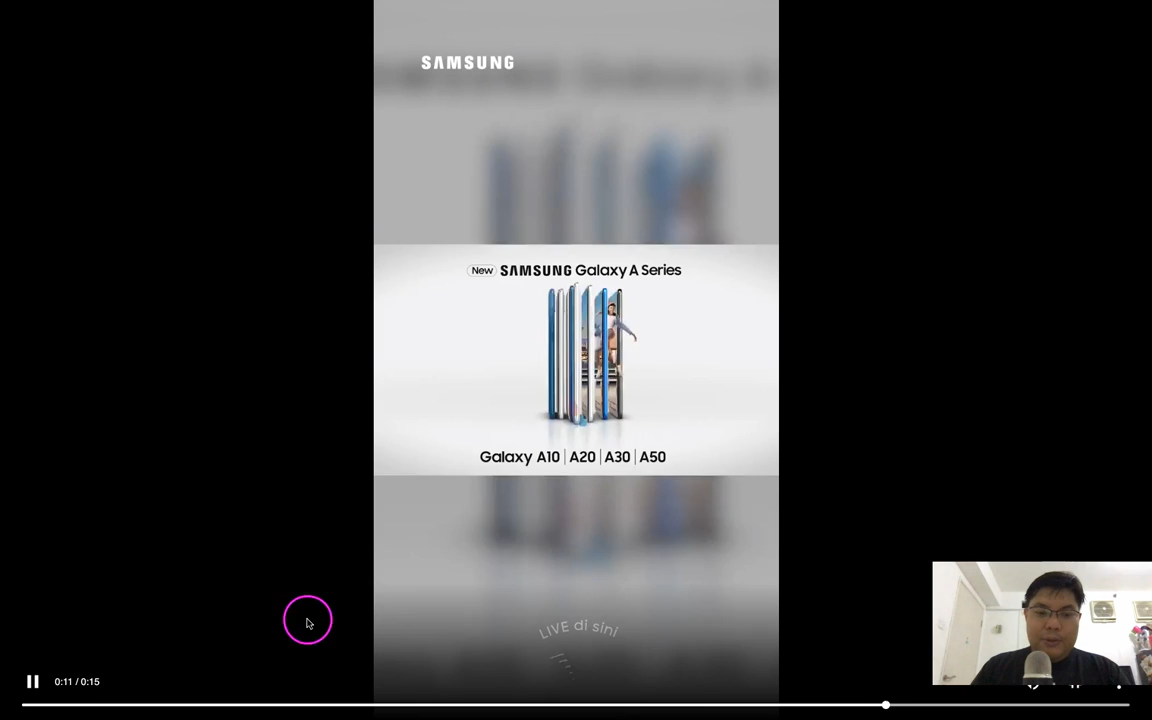 SAMSUNG
New SAMSUNG Galaxy A Series
Galaxy A10 | A20 | A30 | A50
LIVE di sini
0:11 / 0:15